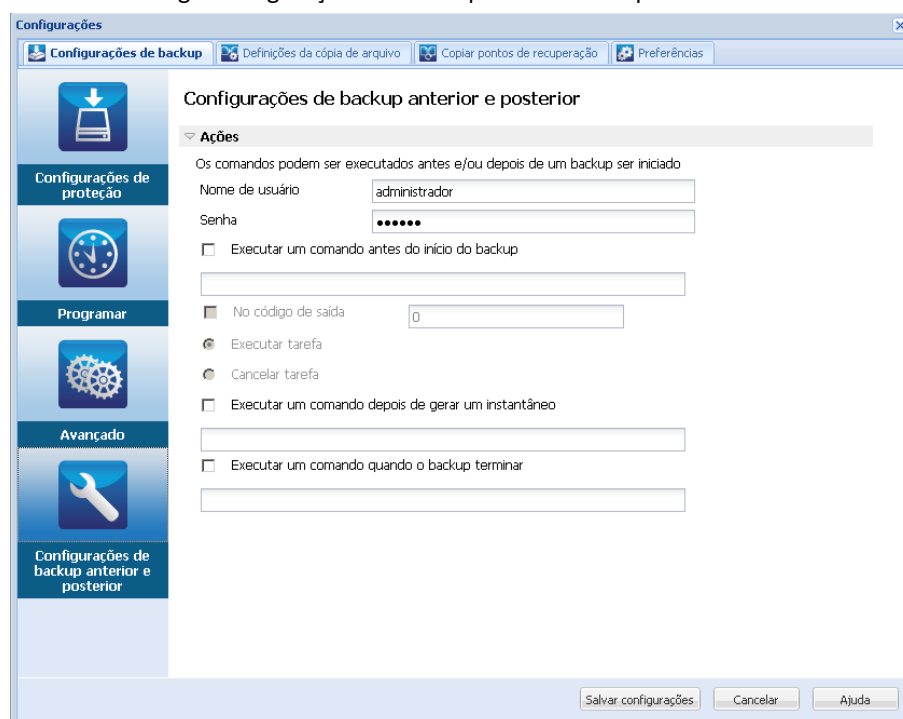 Configurações
Configurações de backup
Definições da cópia de arquivo
Copiar pontos de recuperação
Preferências
Configurações de
proteção
Programar
Avançado
Configurações de
backup anterior e
posterior
Configurações de backup anterior e posterior
Ações
Os comandos podem ser executados antes e/ou depois de um backup ser iniciado
Nome de usuário
administrador
Senha
••••••
Executar um comando antes do início do backup
No código de saída
0
Executar tarefa
Cancelar tarefa
Executar um comando depois de gerar um instantâneo
Executar um comando quando o backup terminar
Salvar configurações
Cancelar
Ajuda